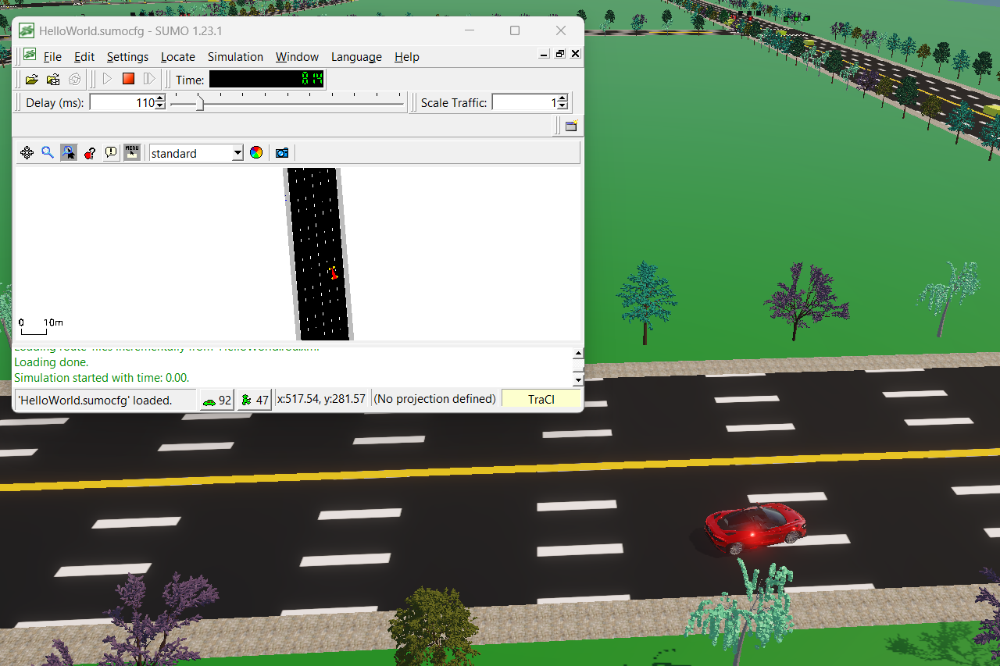 HelloWorld.sumocfg - SUMO 1.23.1
File Edit Settings Locate Simulation Window Language Help
Time: 814
Delay (ms): 110 Scale Traffic: 1
MENU standard
0 10m
Loading done.
Simulation started with time: 0.00.
'HelloWorld.sumocfg' loaded. 92 47 x:517.54, y:281.57 (No projection defined) TraCI